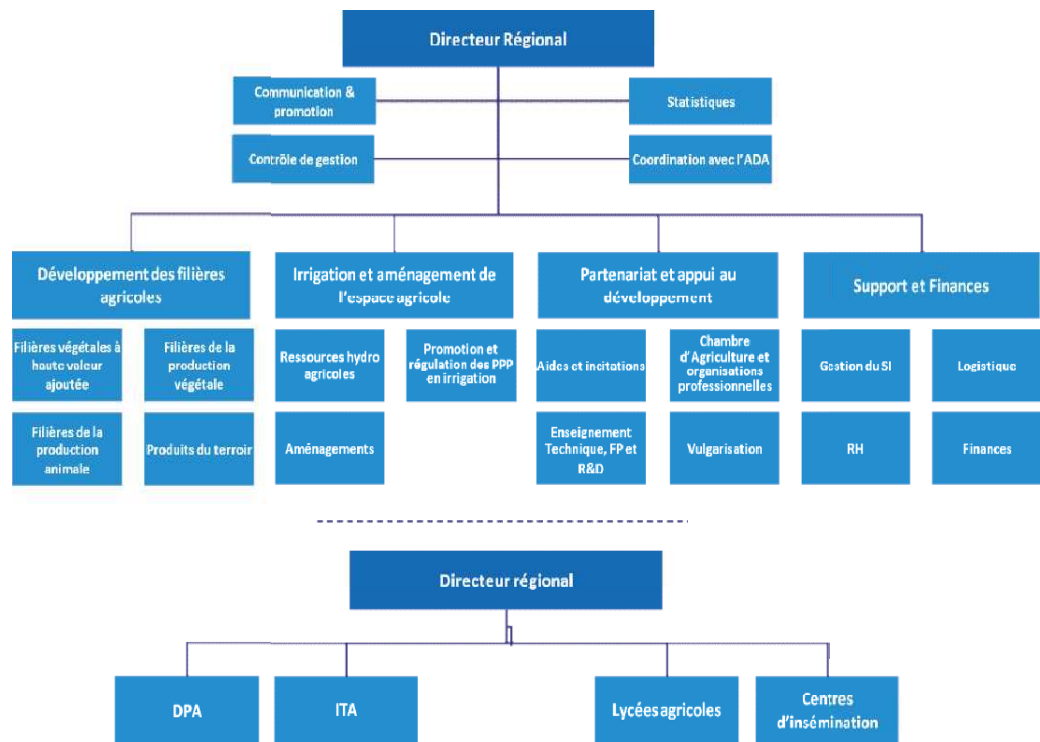 Directeur Régional
Communication &
promotion
Statistiques
Contrôle de gestion
Coordination avec l'ADA
Développement des filières
agricoles
Irrigation et aménagement de
l'espace agricole
Partenariat et appui au
développement
Support et Finances
Filières végétales à
haute valeur
ajoutée
Filières de la
production
végétale
Ressources hydro
agricoles
Promotion et
régulation des PPP
en irrigation
Aides et incitations
Chambre
d'Agriculture et
organisations
professionnelles
Gestion du SI
Logistique
Filières de la
production
animale
Produits du terroir
Aménagements
Enseignement
Technique, FP et
R&D
Vulgarisation
RH
Finances
Directeur régional
DPA
ITA
Lycées agricoles
Centres
d'insémination